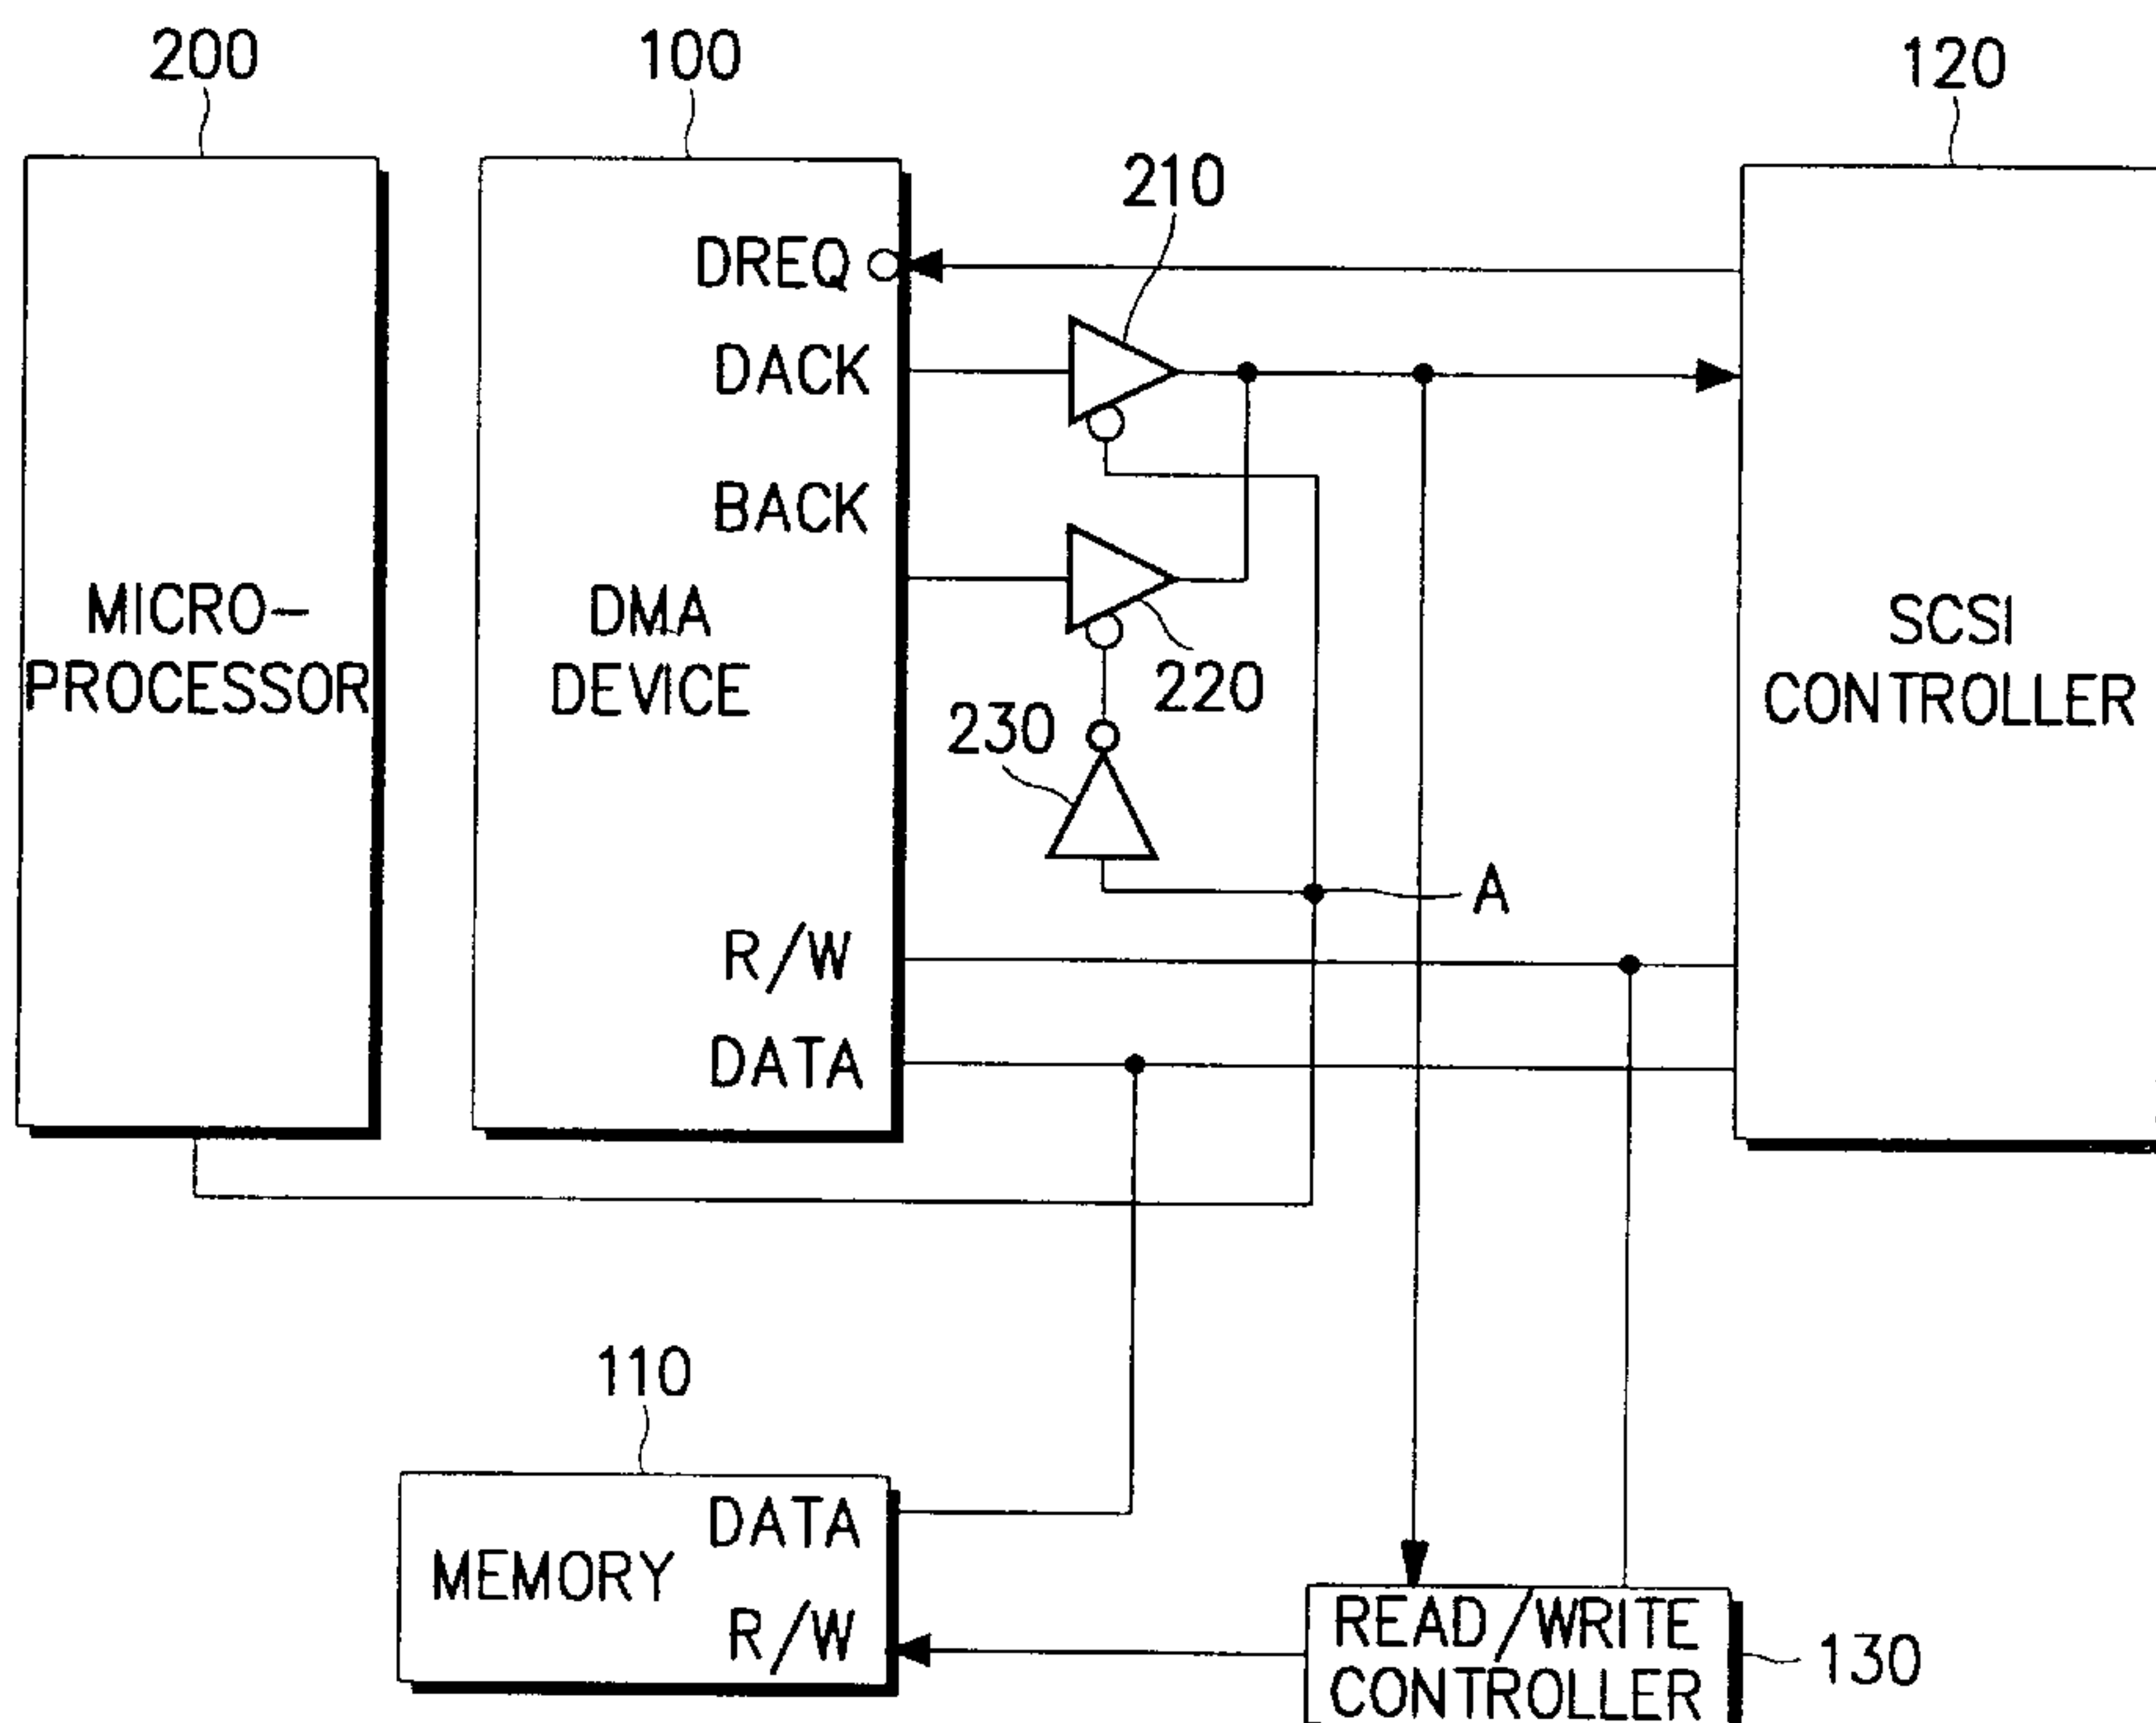 200
100
120
210
DREQ
DACK
BACK
MICRO-
PROCESSOR
DMA
DEVICE
SCSI
CONTROLLER
220
230
A
R/W
DATA
110
DATA
MEMORY
R/W
READ/WRITE
CONTROLLER
130